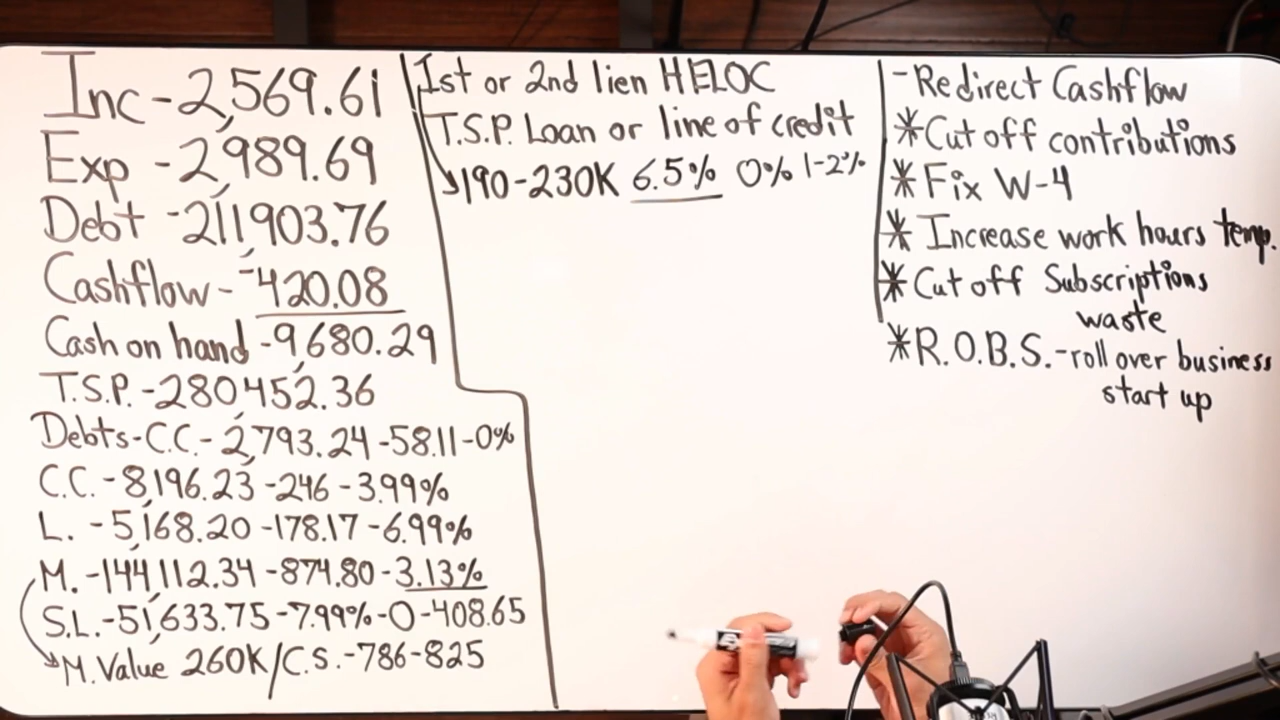 Inc - 2,569.61
Exp - 2,989.69
Debt - 211,903.76
Cashflow - -420.08
Cash on hand - 9,680.29
T.S.P. - 280,452.36
Debts - C.C. - 2,793.24 - 58.11 - 0%
C.C. - 8,196.23 - 246 - 3.99%
L. - 5,168.20 - 178.17 - 6.99%
M. - 144,112.34 - 874.80 - 3.13%
S.L. - 51,633.75 - 7.99% - 0 - 408.65
M. Value 260K / C.S. - 786-825
1st or 2nd lien HELOC
T.S.P. Loan or line of credit
190-230K 6.5% 0% 1-2%
- Redirect Cashflow
* Cut off contributions
* Fix W-4
* Increase work hours temp.
* Cut off Subscriptions
waste
* R.O.B.S. - roll over business
start up